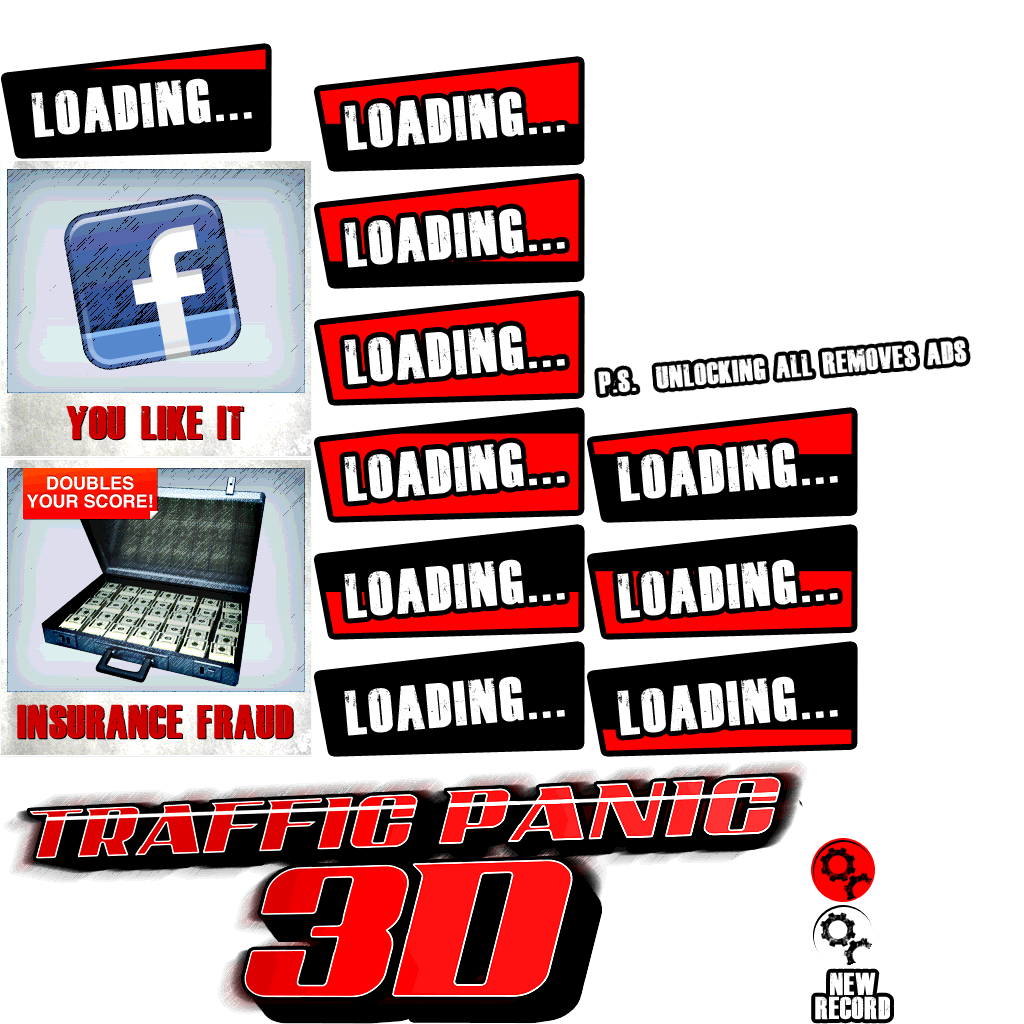 LOADING...
f
YOU LIKE IT
DOUBLES
YOUR SCORE!
INSURANCE FRAUD
LOADING...
LOADING...
LOADING...
LOADING...
LOADING...
LOADING...
P.S. UNLOCKING ALL REMOVES ADS
LOADING...
LOADING...
LOADING...
TRAFFIC PANIC
3D
NEW
RECORD